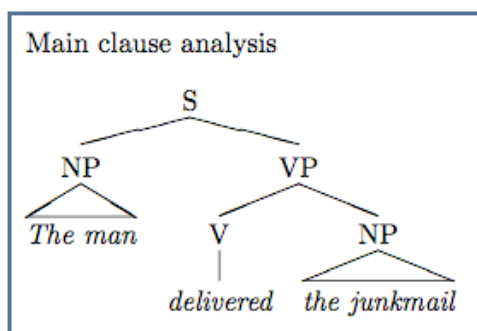 Main clause analysis
S
NP VP
The man V NP
delivered the junkmail